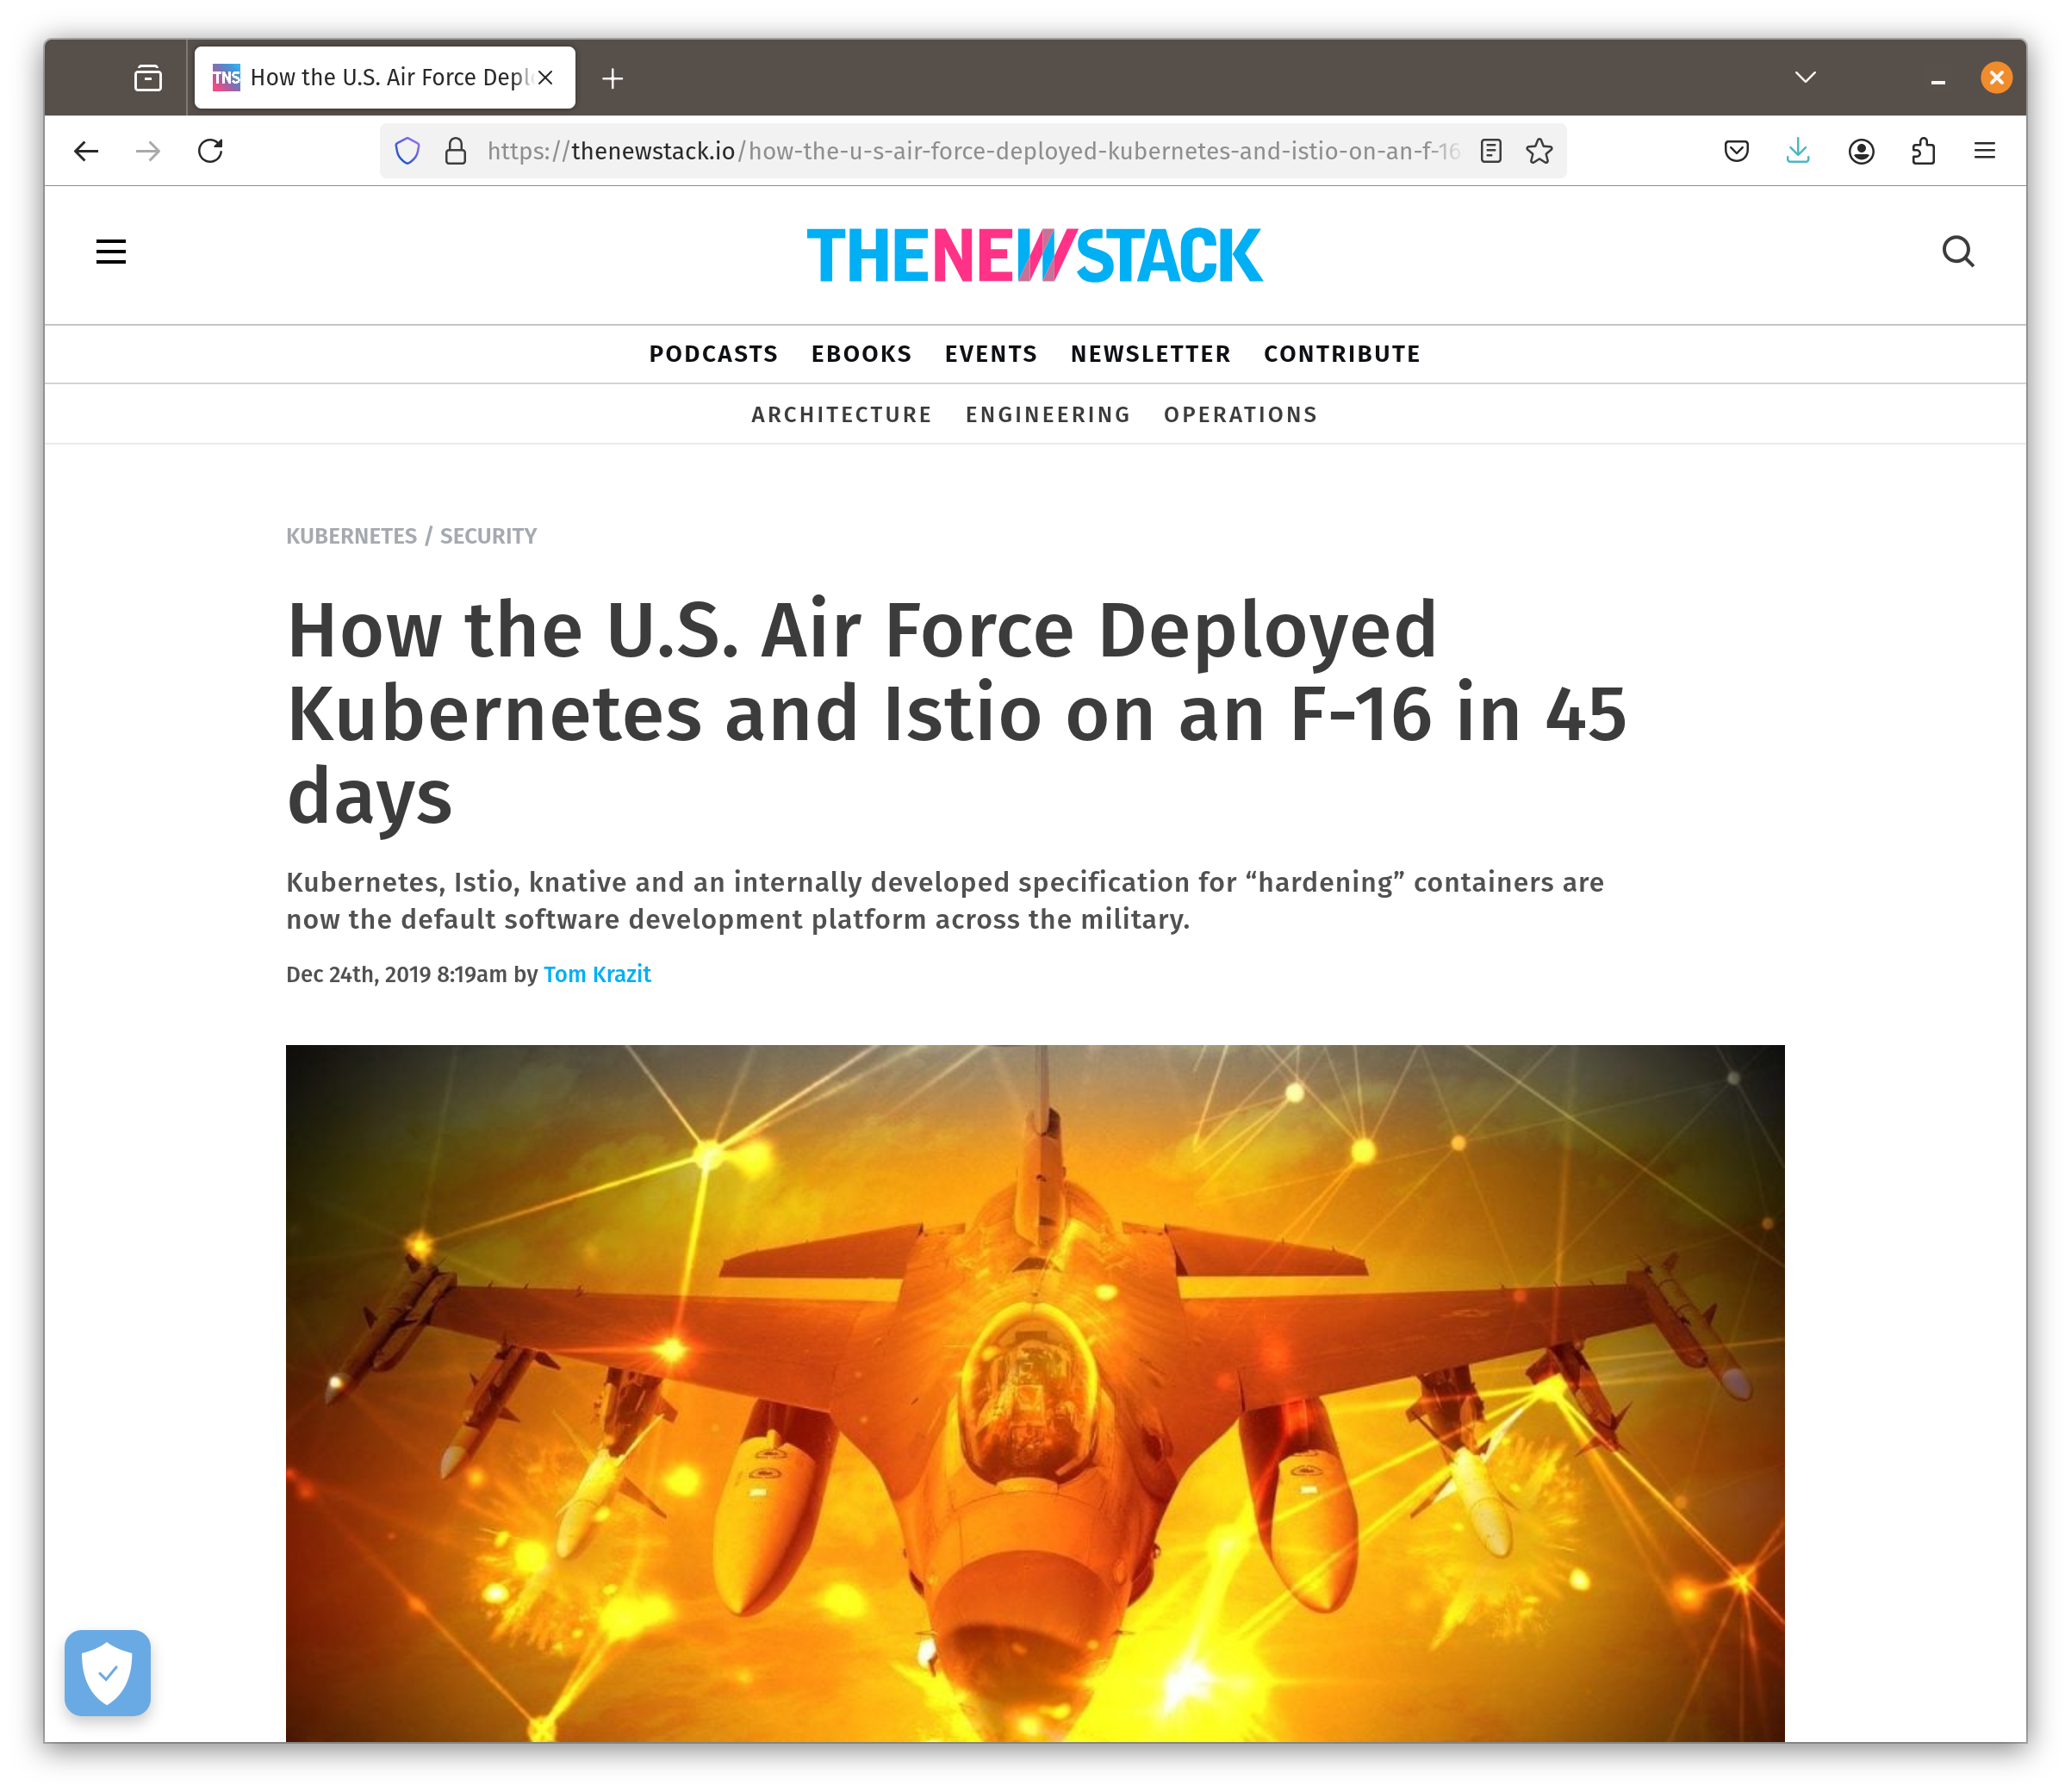 TNS How the U.S. Air Force Depl
https://thenewstack.io/how-the-u-s-air-force-deployed-kubernetes-and-istio-on-an-f-16
THENEWSTACK
PODCASTS EBOOKS EVENTS NEWSLETTER CONTRIBUTE
ARCHITECTURE ENGINEERING OPERATIONS
KUBERNETES / SECURITY
How the U.S. Air Force Deployed
Kubernetes and Istio on an F-16 in 45
days
Kubernetes, Istio, knative and an internally developed specification for “hardening” containers are
now the default software development platform across the military.
Dec 24th, 2019 8:19am by Tom Krazit